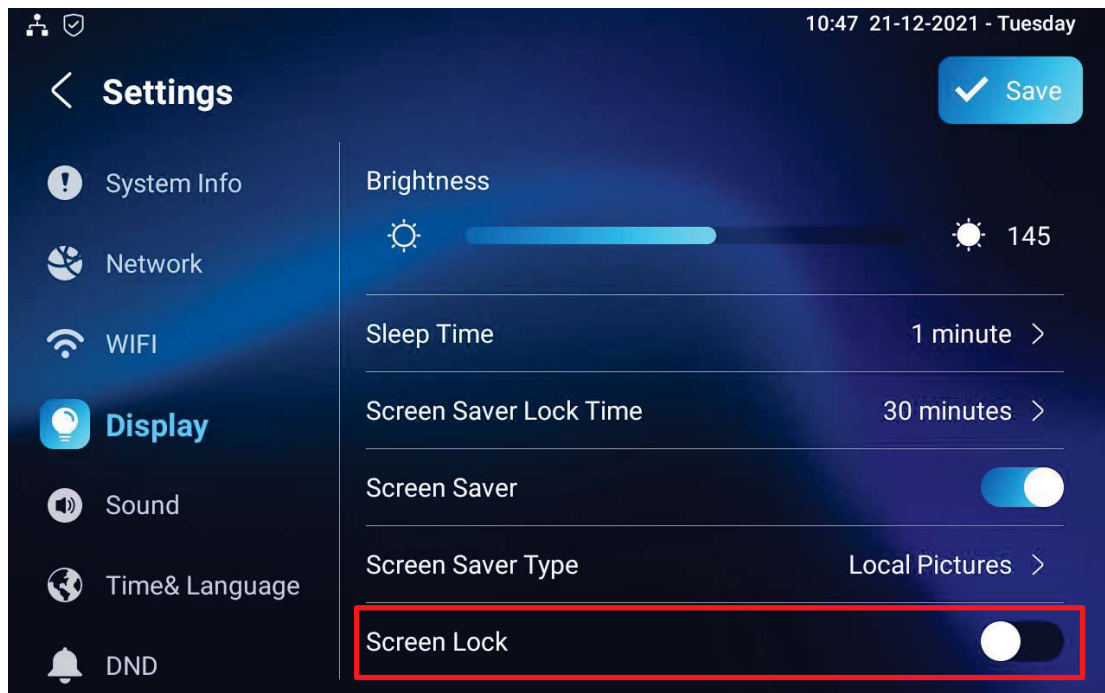 10:47 21-12-2021 - Tuesday
Settings
Save
System Info
Network
WIFI
Display
Sound
Time& Language
DND
Brightness
145
Sleep Time 1 minute
Screen Saver Lock Time 30 minutes
Screen Saver
Screen Saver Type Local Pictures
Screen Lock